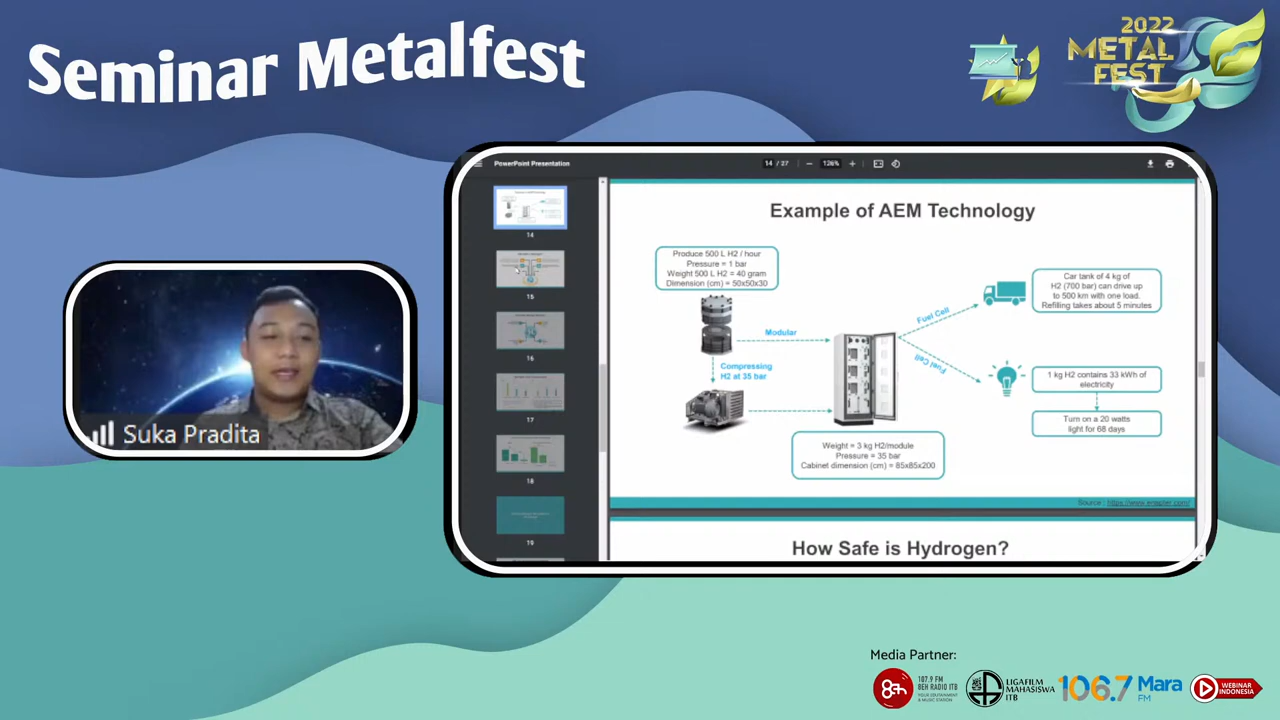 Seminar Metalfest
2022
METAL
FEST
PowerPoint Presentation
14 / 27
126%
14
15
16
17
18
19
Example of AEM Technology
Produce 500 L H2 / hour
Pressure = 1 bar
Weight 500 L H2 = 40 gram
Dimension (cm) = 50x50x30
Modular
Compressing
H2 at 35 bar
Weight = 3 kg H2/module
Pressure = 35 bar
Cabinet dimension (cm) = 85x85x200
Fuel Cell
Fuel Cell
Car tank of 4 kg of
H2 (700 bar) can drive up
to 500 km with one load.
Refilling takes about 5 minutes
1 kg H2 contains 33 kWh of
electricity
Turn on a 20 watts
light for 68 days
Source : https://www.enapter.com/
How Safe is Hydrogen?
Suka Pradita
Media Partner:
8eh
107.9 FM
8EH RADIO ITB
YOUR EDUTAINMENT
& MUSIC STATION
LIGAFILM
MAHASISWA
ITB
106.7 Mara
FM
WEBINAR
INDONESIA